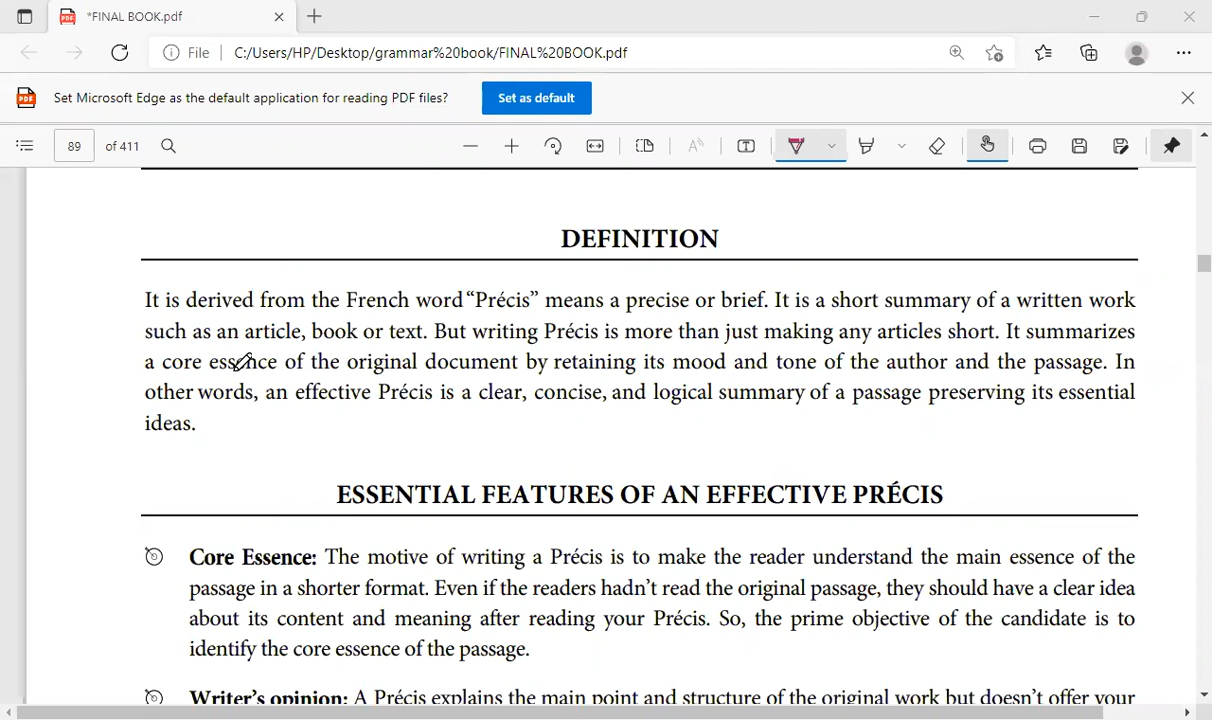 *FINAL BOOK.pdf
File
C:/Users/HP/Desktop/grammar%20book/FINAL%20BOOK.pdf
Set Microsoft Edge as the default application for reading PDF files?
Set as default
89
of 411
DEFINITION
It is derived from the French word “Précis” means a precise or brief. It is a short summary of a written work
such as an article, book or text. But writing Précis is more than just making any articles short. It summarizes
a core essence of the original document by retaining its mood and tone of the author and the passage. In
other words, an effective Précis is a clear, concise, and logical summary of a passage preserving its essential
ideas.
ESSENTIAL FEATURES OF AN EFFECTIVE PRÉCIS
Core Essence: The motive of writing a Précis is to make the reader understand the main essence of the
passage in a shorter format. Even if the readers hadn’t read the original passage, they should have a clear idea
about its content and meaning after reading your Précis. So, the prime objective of the candidate is to
identify the core essence of the passage.
Writer’s opinion: A Précis explains the main point and structure of the original work but doesn’t offer your